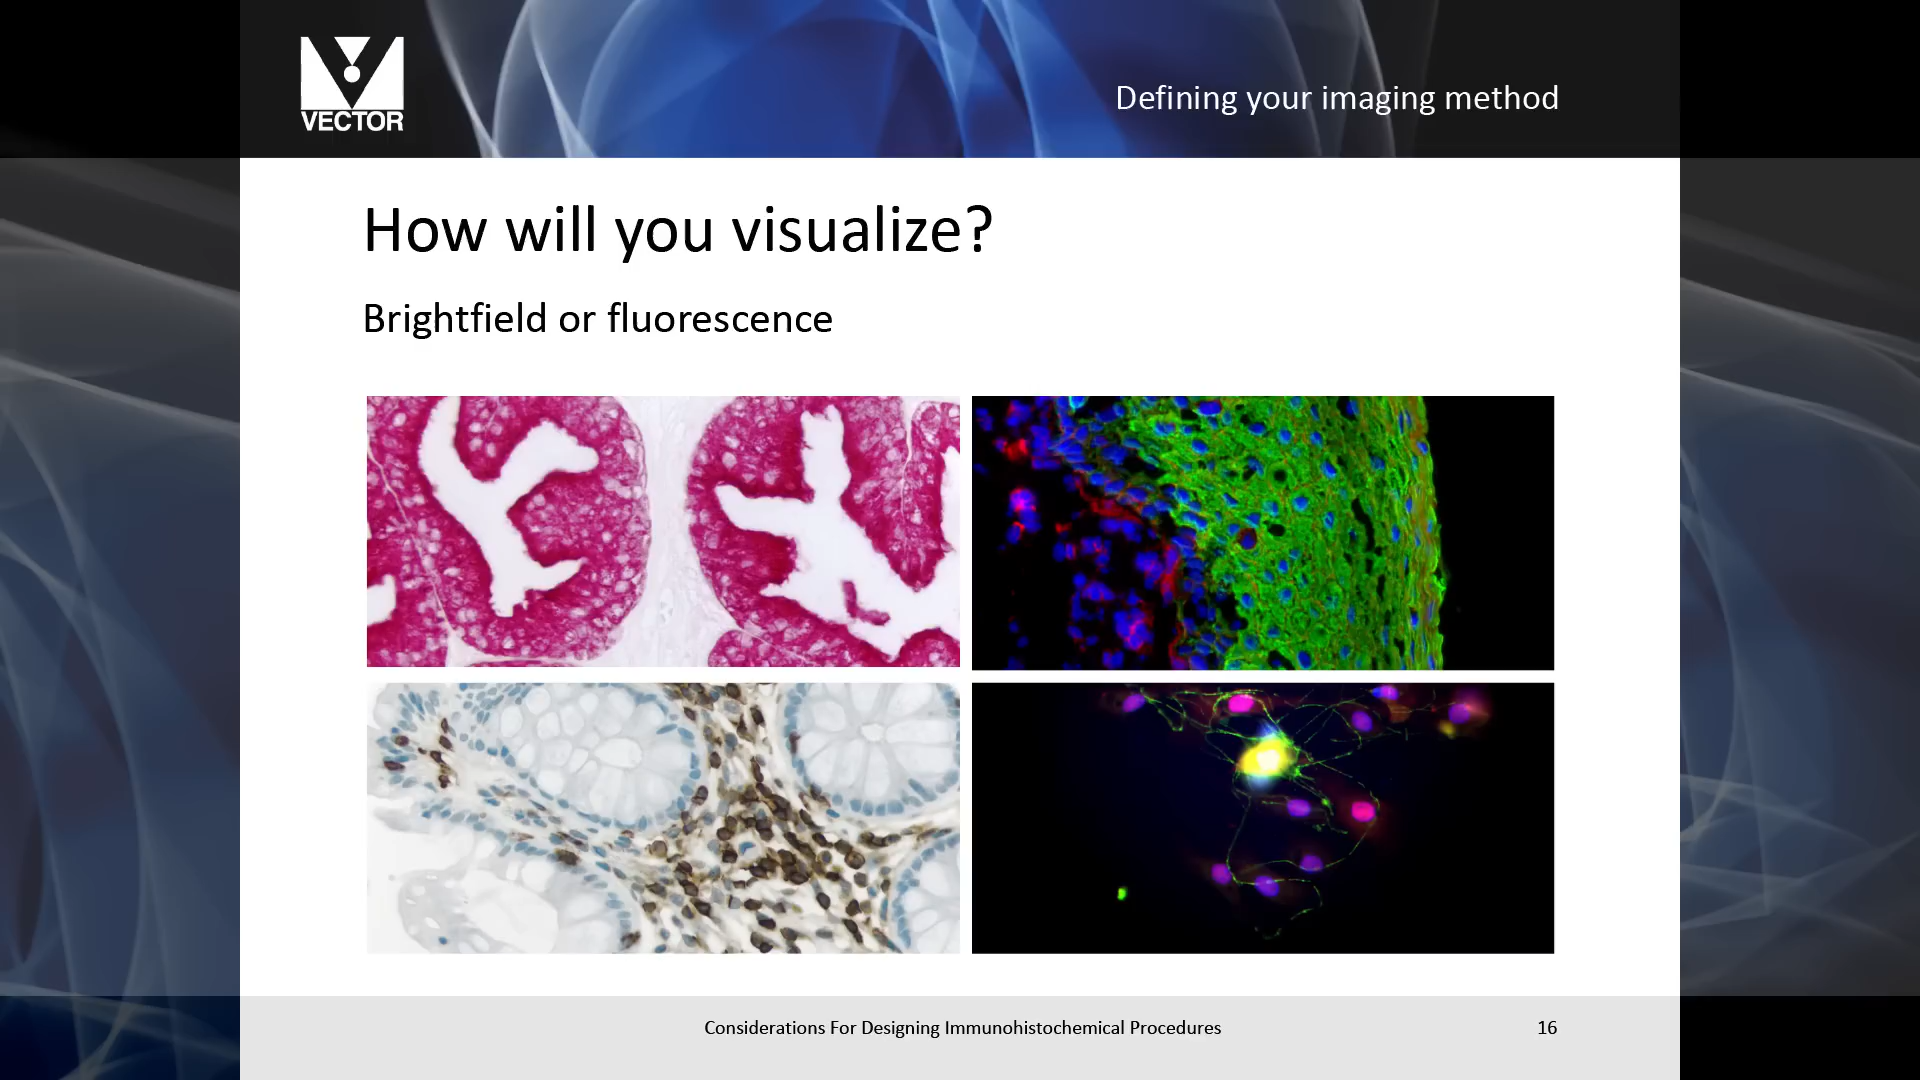 VECTOR
Defining your imaging method
How will you visualize?
Brightfield or fluorescence
Considerations For Designing Immunohistochemical Procedures
16